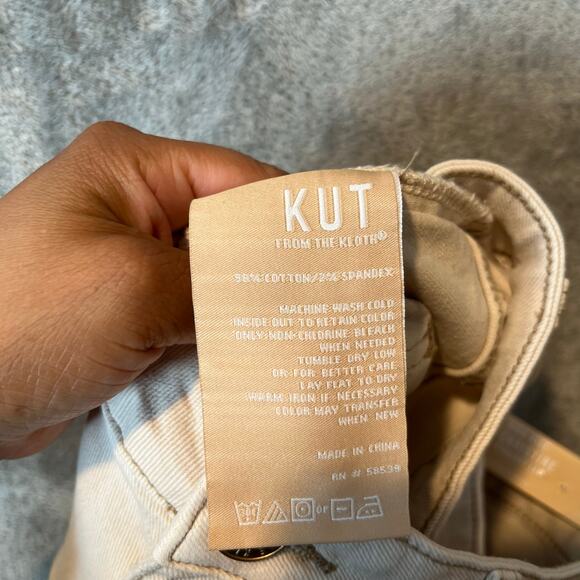 KUT
FROM THE KLOTH®
98% COTTON/2% SPANDEX
MACHINE WASH COLD
INSIDE OUT TO RETAIN COLOR
ONLY NON-CHLORINE BLEACH
WHEN NEEDED
TUMBLE DRY LOW
OR FOR BETTER CARE
LAY FLAT TO DRY
WARM IRON IF NECESSARY
COLOR MAY TRANSFER
WHEN NEW
MADE IN CHINA
RN # 58539
or